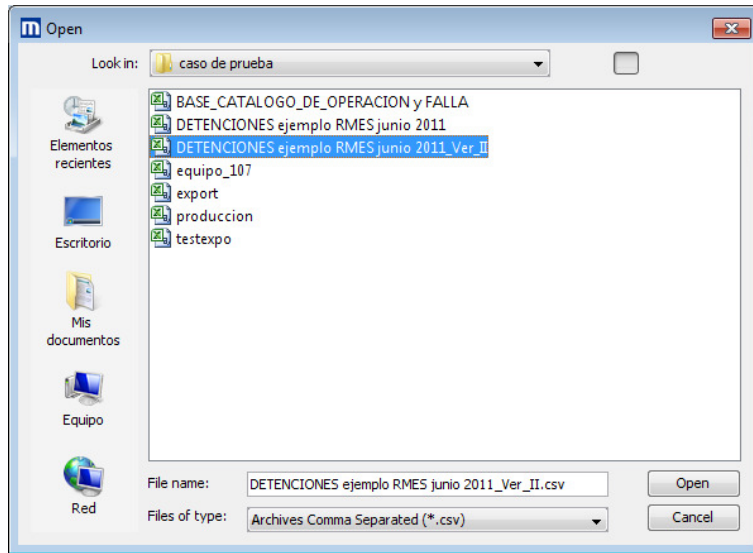 Open
Look in: caso de prueba
BASE_CATALOGO_DE_OPERACION y FALLA
DETENCIONES ejemplo RMES junio 2011
DETENCIONES ejemplo RMES junio 2011_Ver_II
equipo_107
export
produccion
testexpo
Elementos
recientes
Escritorio
Mis
documentos
Equipo
Red
File name: DETENCIONES ejemplo RMES junio 2011_Ver_II.csv Open
Files of type: Archives Comma Separated (*.csv) Cancel